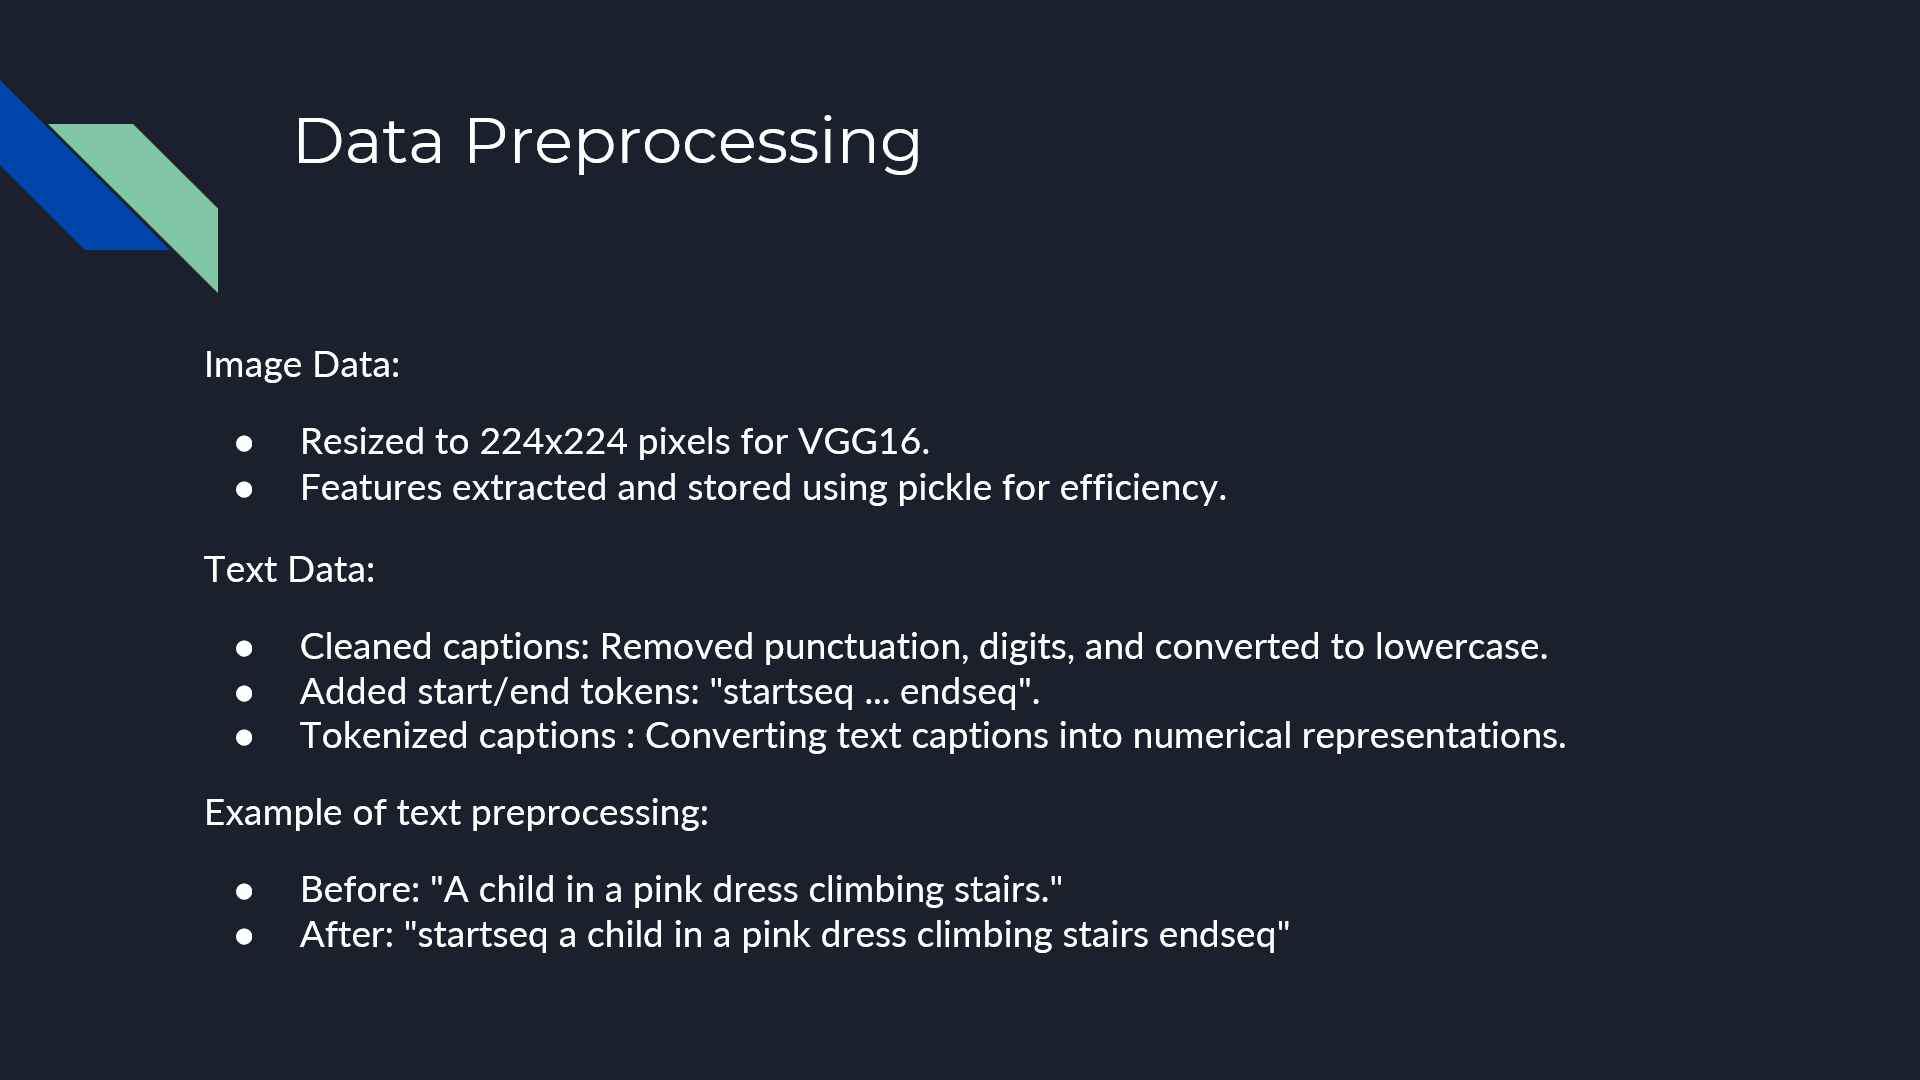 Data Preprocessing
Image Data:
● Resized to 224x224 pixels for VGG16.
● Features extracted and stored using pickle for efficiency.
Text Data:
● Cleaned captions: Removed punctuation, digits, and converted to lowercase.
● Added start/end tokens: "startseq ... endseq".
● Tokenized captions : Converting text captions into numerical representations.
Example of text preprocessing:
● Before: "A child in a pink dress climbing stairs."
● After: "startseq a child in a pink dress climbing stairs endseq"